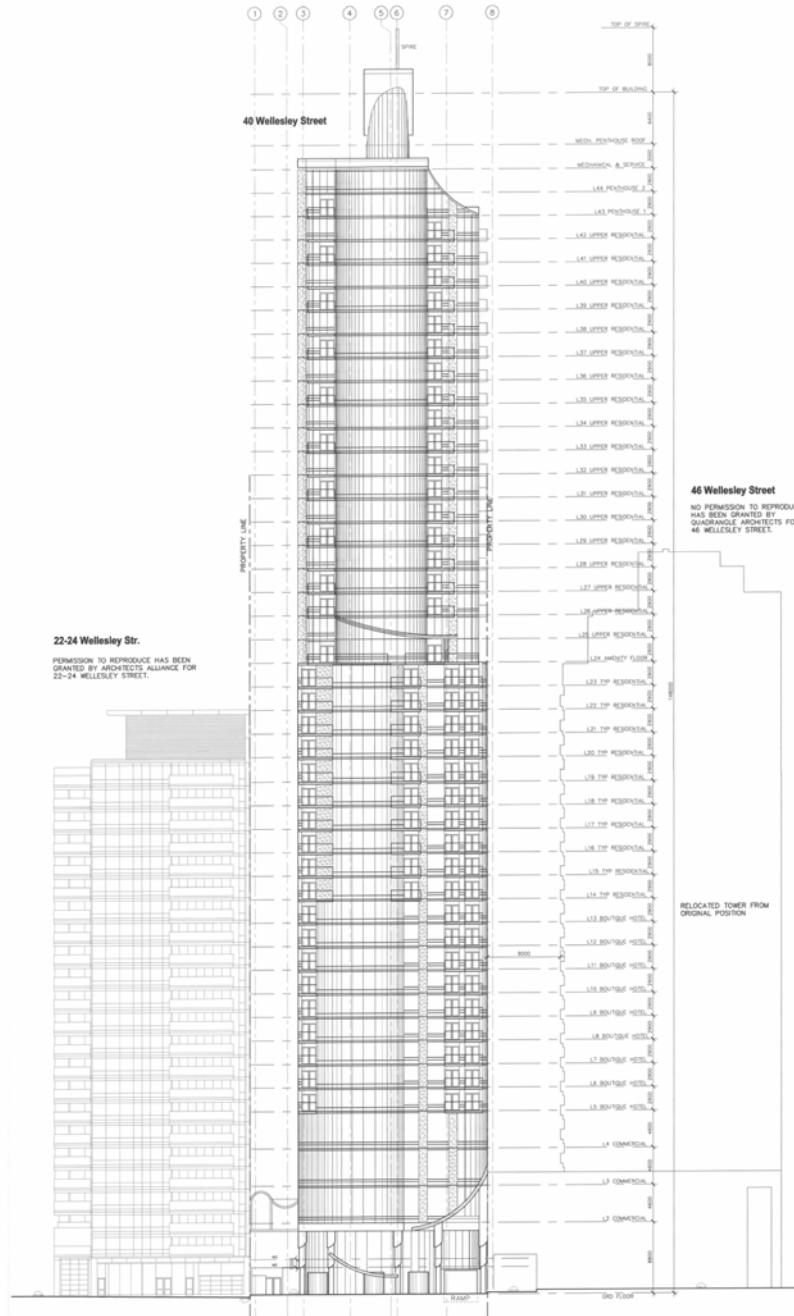 1
2
3
4
5
6
7
8
TOP OF SPIRE
SPIRE
TOP OF BUILDING
40 Wellesley Street
MECH. PENTHOUSE ROOF
MECHANICAL & SERVICE
L44 PENTHOUSE 2
L43 PENTHOUSE 1
L42 UPPER RESIDENTIAL
L41 UPPER RESIDENTIAL
L40 UPPER RESIDENTIAL
L39 UPPER RESIDENTIAL
L38 UPPER RESIDENTIAL
L37 UPPER RESIDENTIAL
L36 UPPER RESIDENTIAL
L35 UPPER RESIDENTIAL
L34 UPPER RESIDENTIAL
L33 UPPER RESIDENTIAL
L32 UPPER RESIDENTIAL
L31 UPPER RESIDENTIAL
L30 UPPER RESIDENTIAL
L29 UPPER RESIDENTIAL
L28 UPPER RESIDENTIAL
L27 UPPER RESIDENTIAL
L26 UPPER RESIDENTIAL
L25 UPPER RESIDENTIAL
L24 AMENITY FLOOR
L23 TYP RESIDENTIAL
L22 TYP RESIDENTIAL
L21 TYP RESIDENTIAL
L20 TYP RESIDENTIAL
L19 TYP RESIDENTIAL
L18 TYP RESIDENTIAL
L17 TYP RESIDENTIAL
L16 TYP RESIDENTIAL
L15 TYP RESIDENTIAL
L14 TYP RESIDENTIAL
L13 BOUTIQUE HOTEL
L12 BOUTIQUE HOTEL
L11 BOUTIQUE HOTEL
L10 BOUTIQUE HOTEL
L9 BOUTIQUE HOTEL
L8 BOUTIQUE HOTEL
L7 BOUTIQUE HOTEL
L6 BOUTIQUE HOTEL
L5 BOUTIQUE HOTEL
L4 COMMERCIAL
L3 COMMERCIAL
L2 COMMERCIAL
GRD FLOOR
PROPERTY LINE
PROPERTY LINE
46 Wellesley Street
NO PERMISSION TO REPRODU
HAS BEEN GRANTED BY
QUADRANGLE ARCHITECTS FO
46 WELLESLEY STREET.
22-24 Wellesley Str.
PERMISSION TO REPRODUCE HAS BEEN
GRANTED BY ARCHITECTS ALLIANCE FOR
22-24 WELLESLEY STREET.
RELOCATED TOWER FROM
ORIGINAL POSITION
9000
RAMP